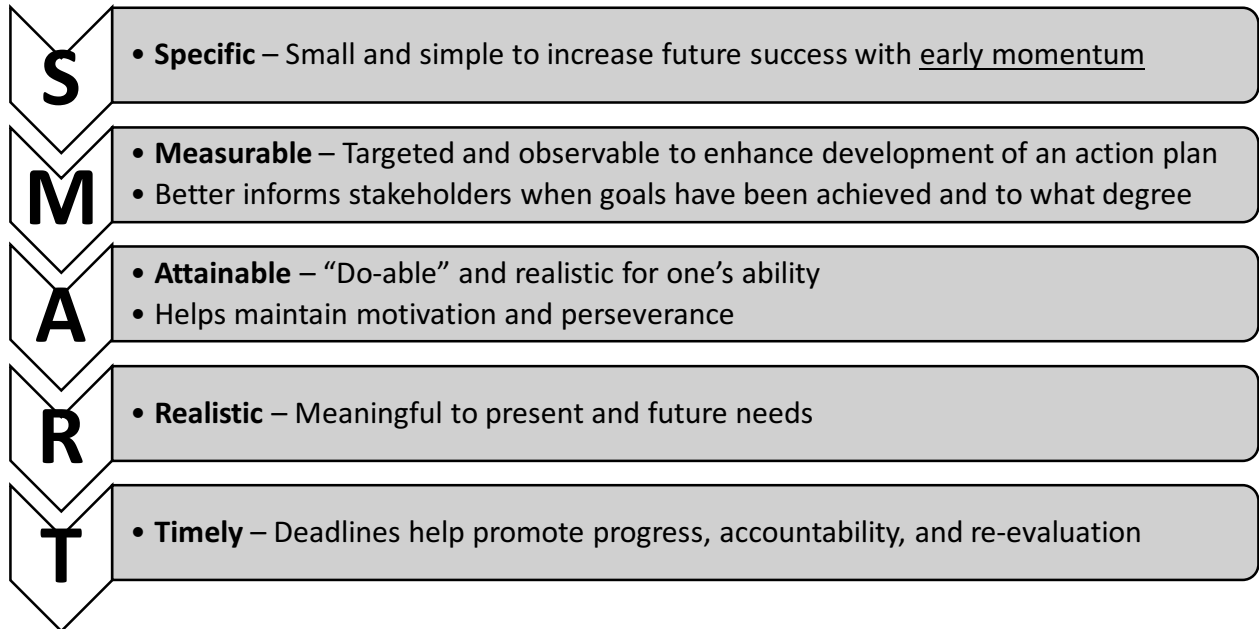 S
• Specific – Small and simple to increase future success with early momentum
M
• Measurable – Targeted and observable to enhance development of an action plan
• Better informs stakeholders when goals have been achieved and to what degree
A
• Attainable – “Do-able” and realistic for one’s ability
• Helps maintain motivation and perseverance
R
• Realistic – Meaningful to present and future needs
T
• Timely – Deadlines help promote progress, accountability, and re-evaluation